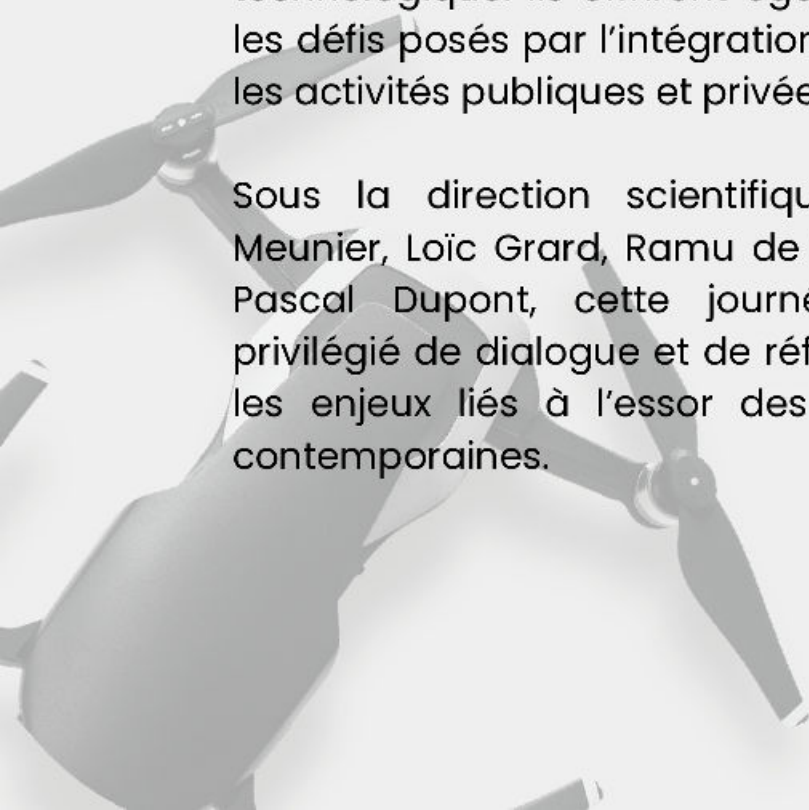 les défis posés par l’intégration
les activités publiques et privée
Sous la direction scientifiqu
Meunier, Loïc Grard, Ramu de
Pascal Dupont, cette journé
privilégié de dialogue et de réf
les enjeux liés à l’essor des
contemporaines.